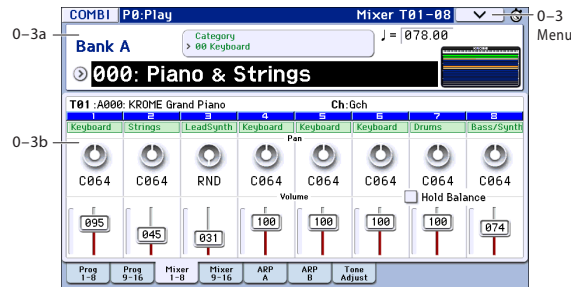 COMBI P0:Play Mixer T01-08
0–3
Menu
0–3a
Category
00 Keyboard
♩= 078.00
Bank A
000: Piano & Strings
T01 :A000: KROME Grand Piano Ch:Gch
1 2 3 4 5 6 7 8
Keyboard Strings LeadSynth Keyboard Keyboard Keyboard Drums Bass/Synth
0–3b
Pan
C064 C064 RND C064 C064 C064 C064 C064
Volume
Hold Balance
095 045 031 100 100 100 100 074
Prog 1-8 Prog 9-16 Mixer 1-8 Mixer 9-16 ARP A ARP B Tone Adjust